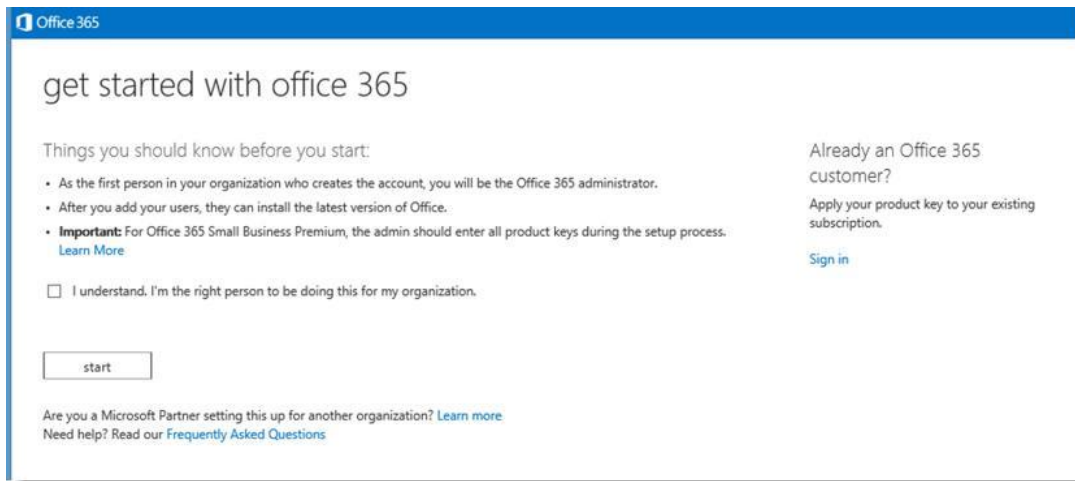 Office 365
get started with office 365
Things you should know before you start:
• As the first person in your organization who creates the account, you will be the Office 365 administrator.
• After you add your users, they can install the latest version of Office.
• Important: For Office 365 Small Business Premium, the admin should enter all product keys during the setup process.
Learn More
I understand. I'm the right person to be doing this for my organization.
start
Are you a Microsoft Partner setting this up for another organization? Learn more
Need help? Read our Frequently Asked Questions
Already an Office 365
customer?
Apply your product key to your existing
subscription.
Sign in